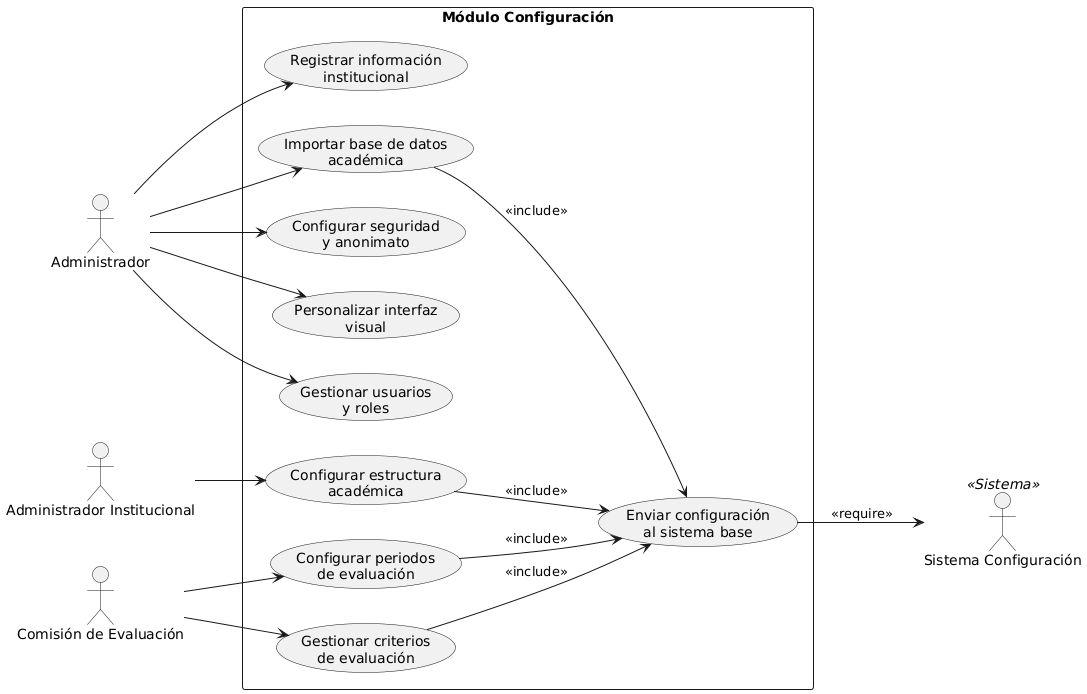 Módulo Configuración
Registrar información
institucional
Importar base de datos
académica
«include»
Configurar seguridad
y anonimato
Administrador
Personalizar interfaz
visual
Gestionar usuarios
y roles
Configurar estructura
académica
«include»
Administrador Institucional
Enviar configuración
al sistema base
«require»
«Sistema»
Sistema Configuración
«include»
Configurar periodos
de evaluación
«include»
Comisión de Evaluación
Gestionar criterios
de evaluación